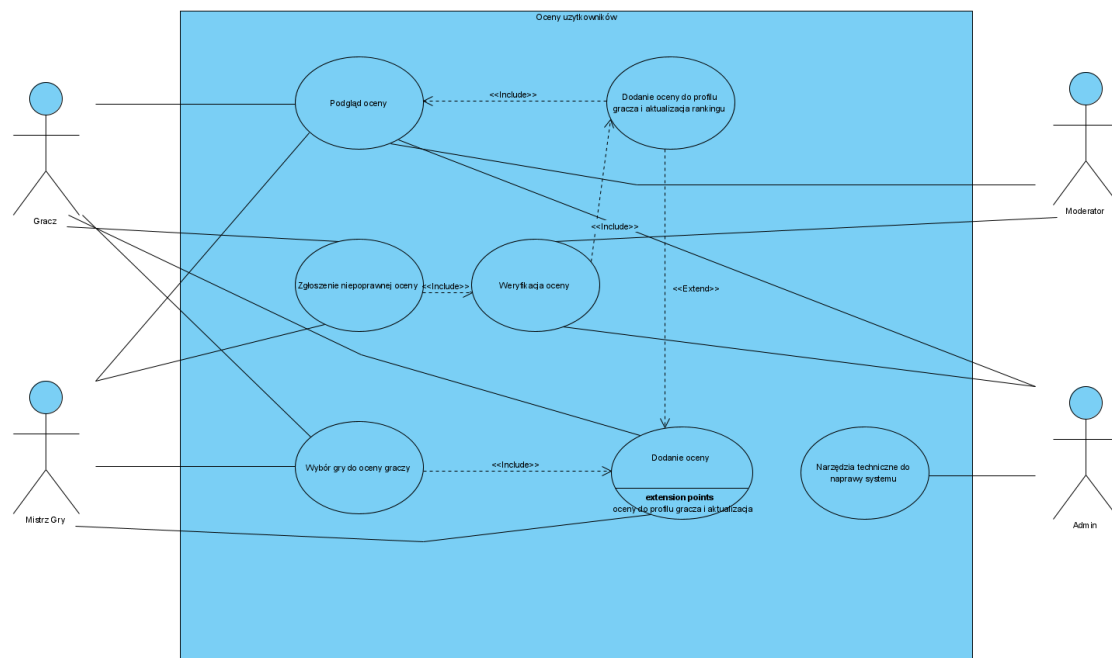 Oceny uzytkowników
Podgląd oceny
<<Include>>
Dodanie oceny do profilu
gracza i aktualizacja rankingu
Gracz
Moderator
<<Include>>
Zgłoszenie niepoprawnej oceny
<<Include>>
Weryfikacja oceny
<<Extend>>
Wybór gry do oceny graczy
<<Include>>
Dodanie oceny
extension points
oceny do profilu gracza i aktualizacja
Narzędzia techniczne do
naprawy systemu
Mistrz Gry
Admin